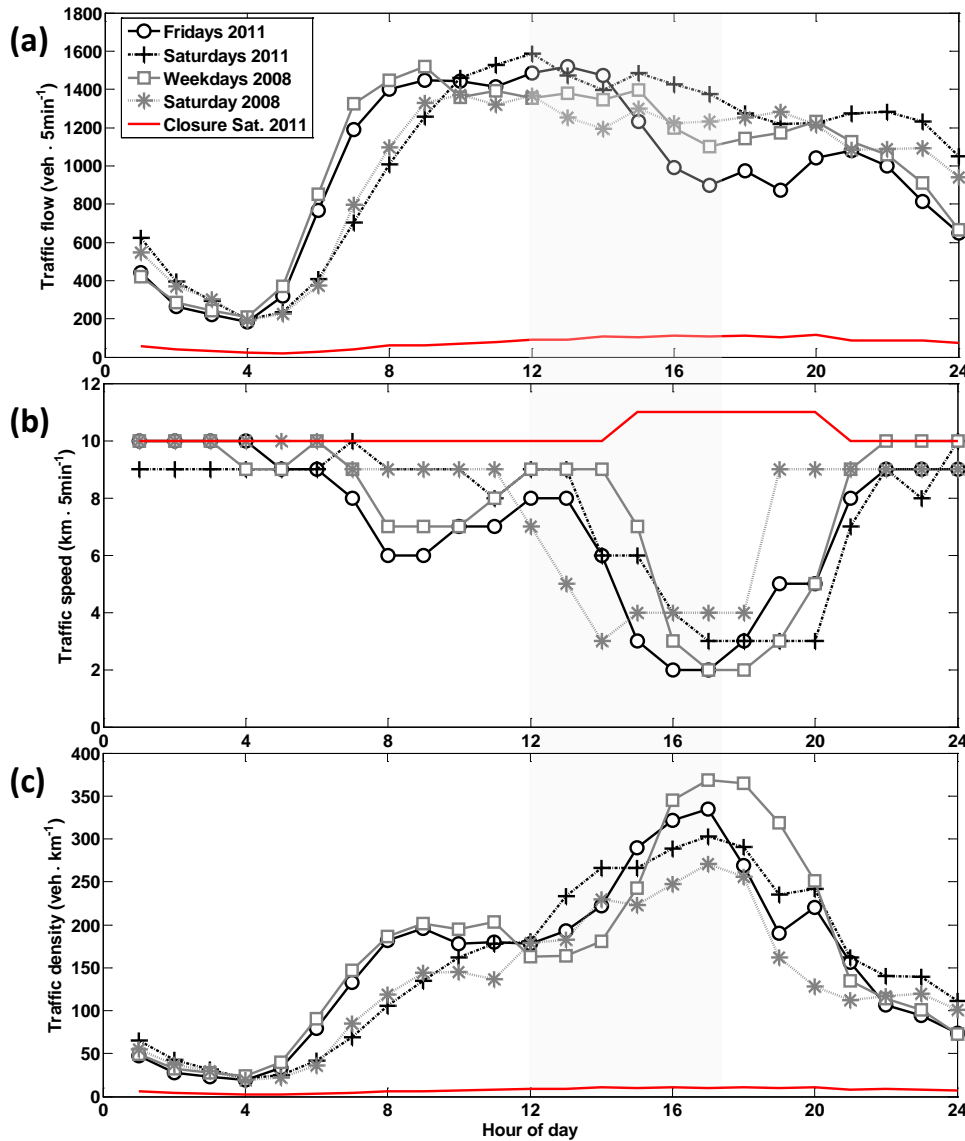 (a)
Traffic flow (veh · 5min⁻¹)
1800
1600
1400
1200
1000
800
600
400
200
0
Fridays 2011
Saturdays 2011
Weekdays 2008
Saturday 2008
Closure Sat. 2011
0 4 8 12 16 20 24
(b)
Traffic speed (km · 5min⁻¹)
12
10
8
6
4
2
0
0 4 8 12 16 20 24
(c)
Traffic density (veh · km⁻¹)
400
350
300
250
200
150
100
50
0
0 4 8 12 16 20 24
Hour of day